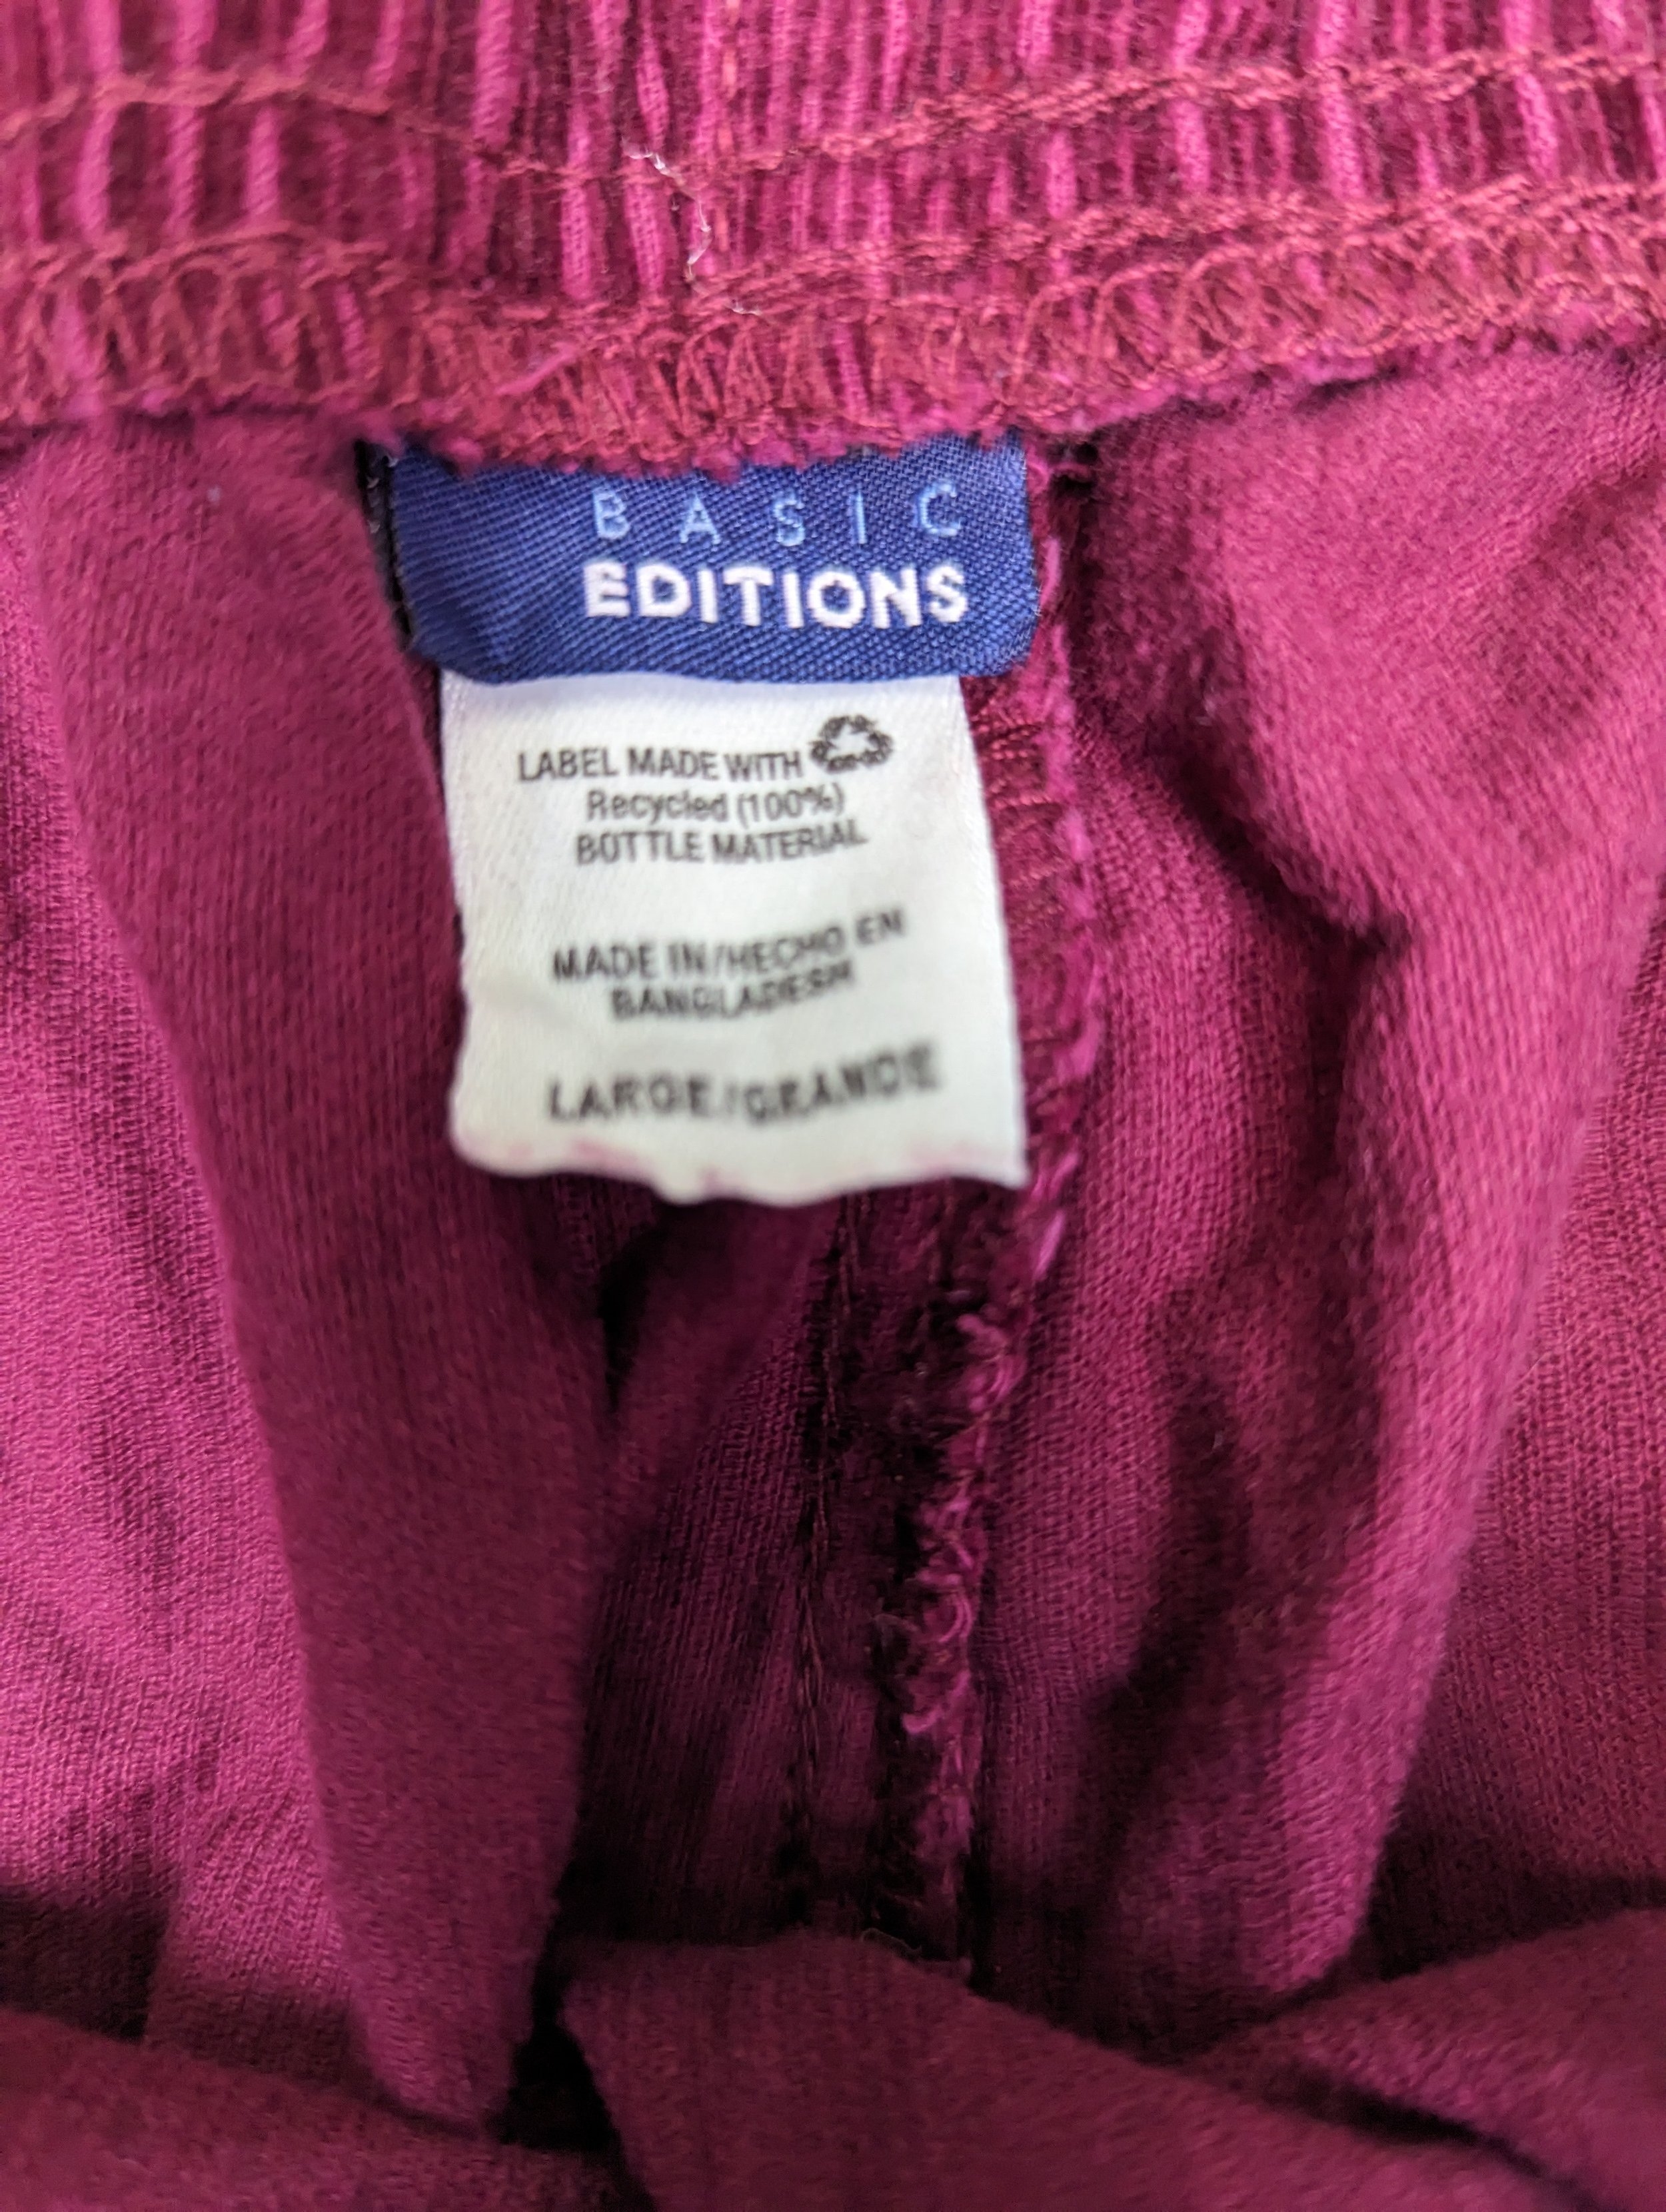 BASIC
EDITIONS
LABEL MADE WITH
Recycled (100%)
BOTTLE MATERIAL
MADE IN/HECHO EN
BANGLADESH
LARGE/GRANDE